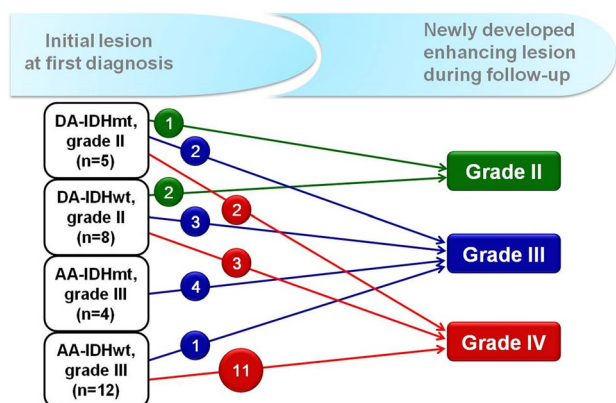 Initial lesion
at first diagnosis
Newly developed
enhancing lesion
during follow-up
DA-IDHmt,
grade II
(n=5)
1
2
2
Grade II
DA-IDHwt,
grade II
(n=8)
2
3
3
Grade III
AA-IDHmt,
grade III
(n=4)
4
AA-IDHwt,
grade III
(n=12)
1
11
Grade IV